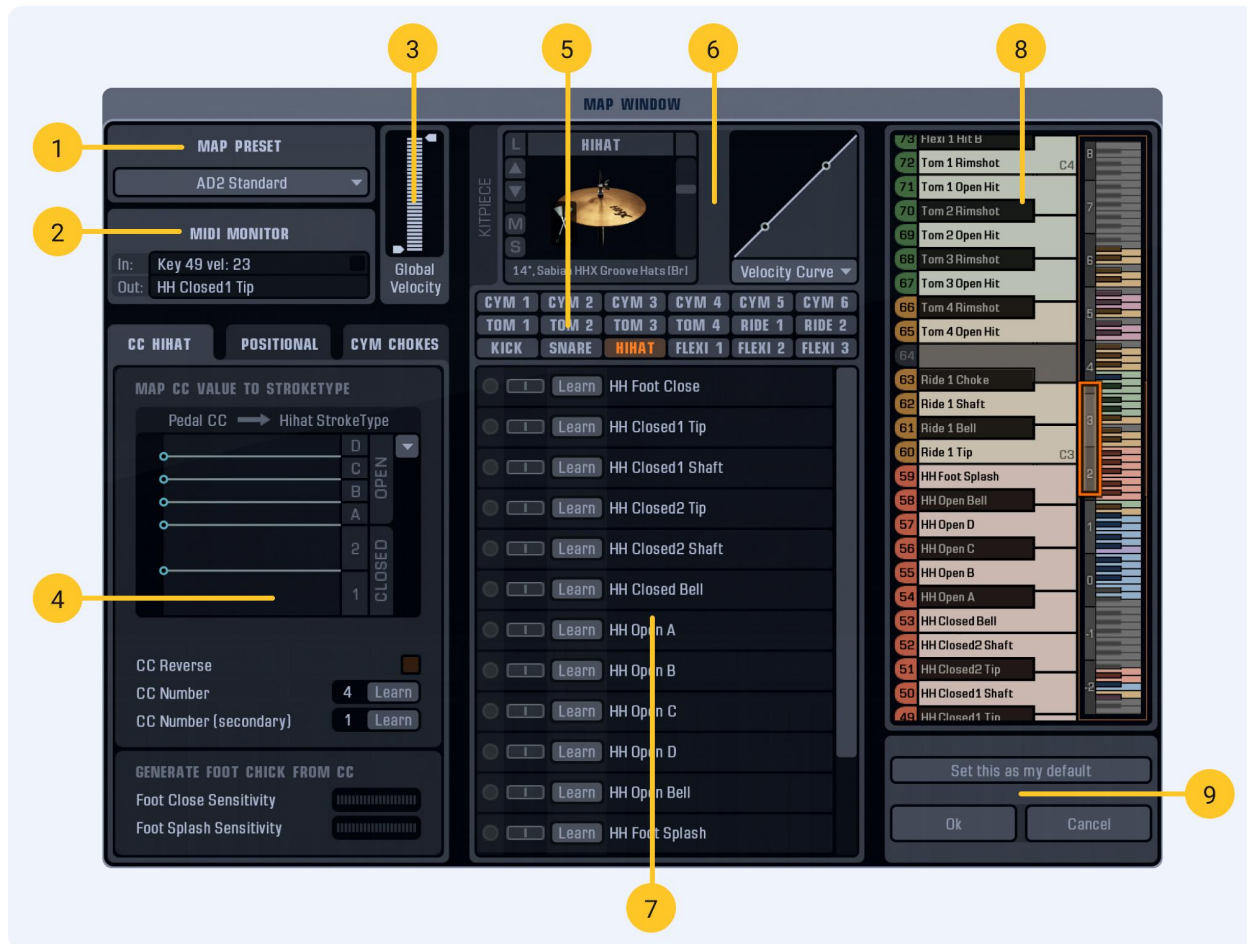 3
5
6
8
MAP WINDOW
1
MAP PRESET
AD2 Standard
2
MIDI MONITOR
In: Key 49 vel: 23
Out: HH Closed1 Tip
Global
Velocity
CC HIHAT POSITIONAL CYM CHOKES
MAP CC VALUE TO STROKETYPE
Pedal CC Hihat StrokeType
D
C
B
A
OPEN
2
1
CLOSED
4
CC Reverse
CC Number 4 Learn
CC Number (secondary) 1 Learn
GENERATE FOOT CHICK FROM CC
Foot Close Sensitivity
Foot Splash Sensitivity
KITPIECE
L HIHAT
M
S
14", Sabian HHX Groove Hats [Br]
Velocity Curve
CYM 1 CYM 2 CYM 3 CYM 4 CYM 5 CYM 6
TOM 1 TOM 2 TOM 3 TOM 4 RIDE 1 RIDE 2
KICK SNARE HIHAT FLEXI 1 FLEXI 2 FLEXI 3
Learn HH Foot Close
Learn HH Closed1 Tip
Learn HH Closed1 Shaft
Learn HH Closed2 Tip
Learn HH Closed2 Shaft
Learn HH Closed Bell
Learn HH Open A
Learn HH Open B
Learn HH Open C
Learn HH Open D
Learn HH Open Bell
Learn HH Foot Splash
7
73 Flexi 1 Hit B
72 Tom 1 Rimshot C4
71 Tom 1 Open Hit
70 Tom 2 Rimshot
69 Tom 2 Open Hit
68 Tom 3 Rimshot
67 Tom 3 Open Hit
66 Tom 4 Rimshot
65 Tom 4 Open Hit
64
63 Ride 1 Choke
62 Ride 1 Shaft
61 Ride 1 Bell
60 Ride 1 Tip C3
59 HH Foot Splash
58 HH Open Bell
57 HH Open D
56 HH Open C
55 HH Open B
54 HH Open A
53 HH Closed Bell
52 HH Closed2 Shaft
51 HH Closed2 Tip
50 HH Closed1 Shaft
49 HH Closed1 Tip
8
7
6
5
4
3
2
1
0
-1
-2
Set this as my default
Ok Cancel
9